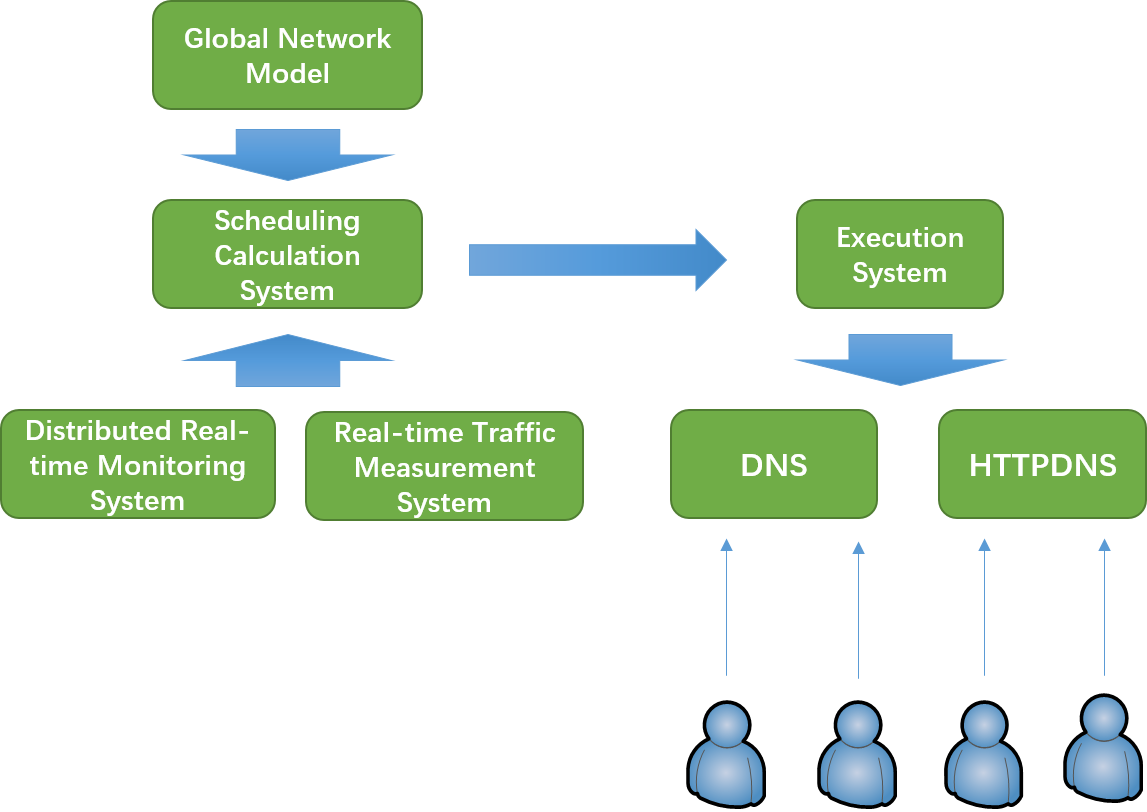 Global Network
Model
Scheduling
Calculation
System
Execution
System
Distributed Real-
time Monitoring
System
Real-time Traffic
Measurement
System
DNS
HTTPDNS